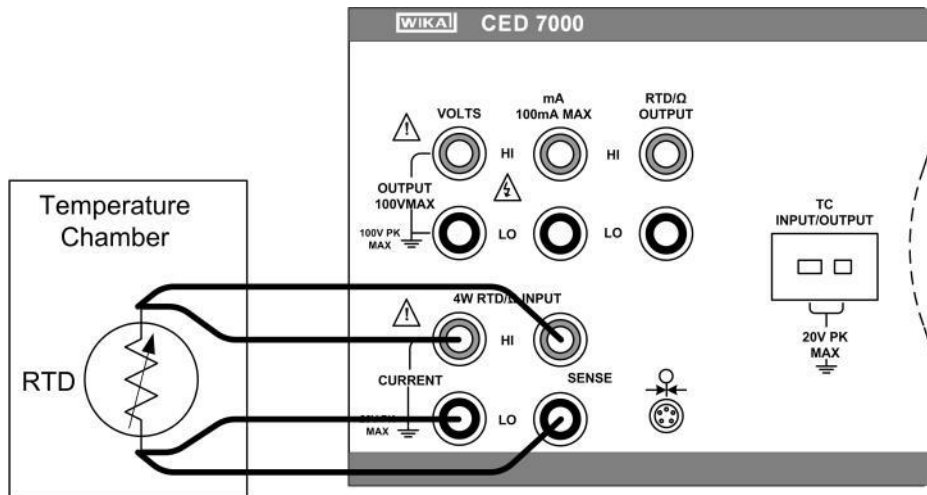 WIKA
CED 7000
VOLTS
mA
100mA MAX
RTD/Ω
OUTPUT
HI
HI
OUTPUT
100VMAX
100V PK
MAX
LO
LO
TC
INPUT/OUTPUT
20V PK
MAX
Temperature
Chamber
RTD
4W RTD/Ω INPUT
HI
CURRENT
SENSE
MAX
LO